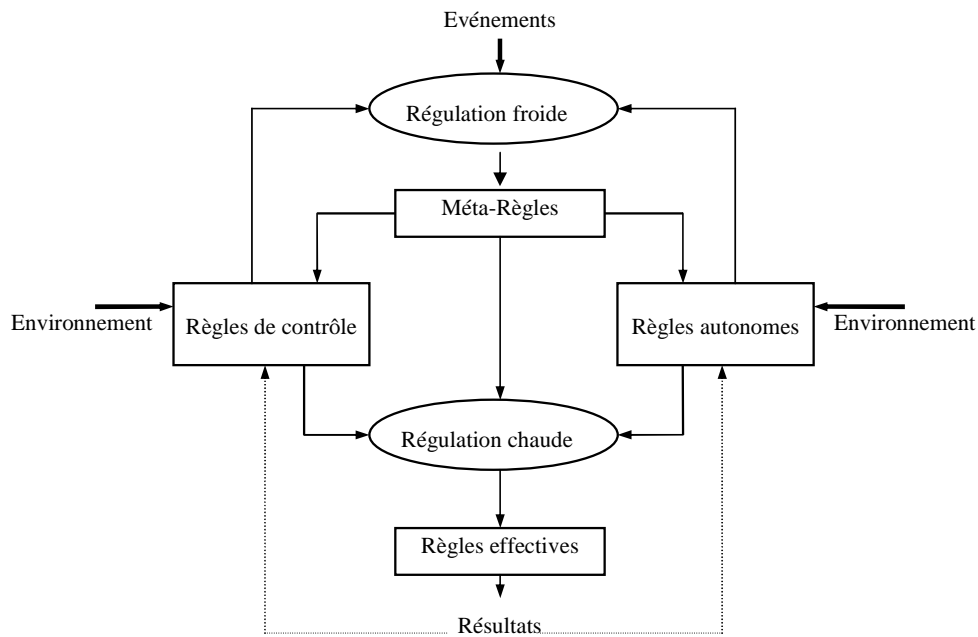 Evénements
Régulation froide
Méta-Règles
Environnement
Règles de contrôle
Règles autonomes
Environnement
Régulation chaude
Règles effectives
Résultats